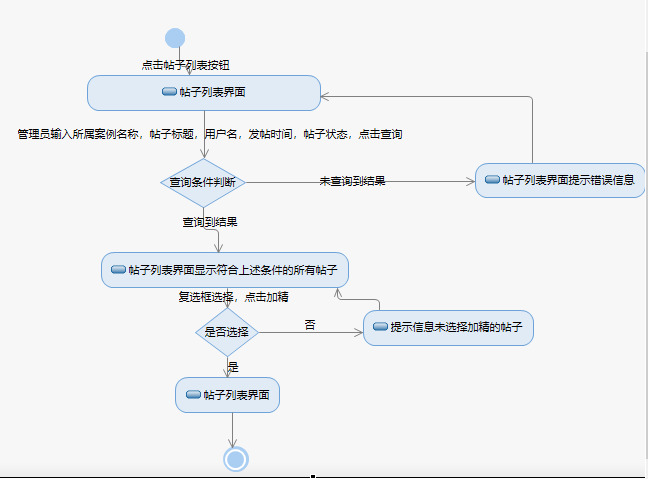 点击帖子列表按钮
帖子列表界面
管理员输入所属案例名称，帖子标题，用户名，发帖时间，帖子状态，点击查询
查询条件判断
未查询到结果
帖子列表界面提示错误信息
查询到结果
帖子列表界面显示符合上述条件的所有帖子
复选框选择，点击加精
是否选择
否
提示信息未选择加精的帖子
是
帖子列表界面